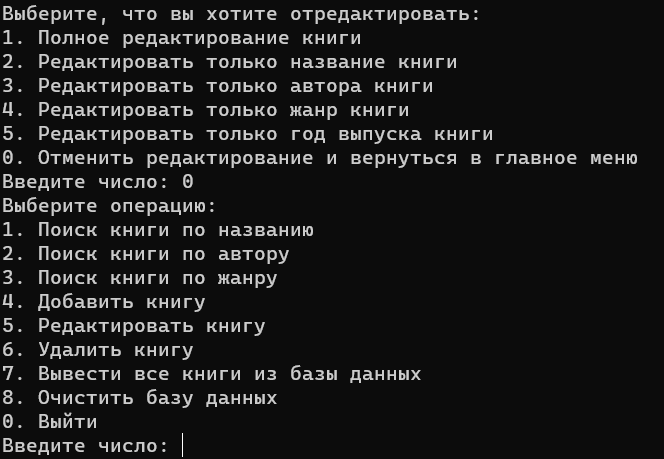 Выберите, что вы хотите отредактировать:
1. Полное редактирование книги
2. Редактировать только название книги
3. Редактировать только автора книги
4. Редактировать только жанр книги
5. Редактировать только год выпуска книги
0. Отменить редактирование и вернуться в главное меню
Введите число: 0
Выберите операцию:
1. Поиск книги по названию
2. Поиск книги по автору
3. Поиск книги по жанру
4. Добавить книгу
5. Редактировать книгу
6. Удалить книгу
7. Вывести все книги из базы данных
8. Очистить базу данных
0. Выйти
Введите число: